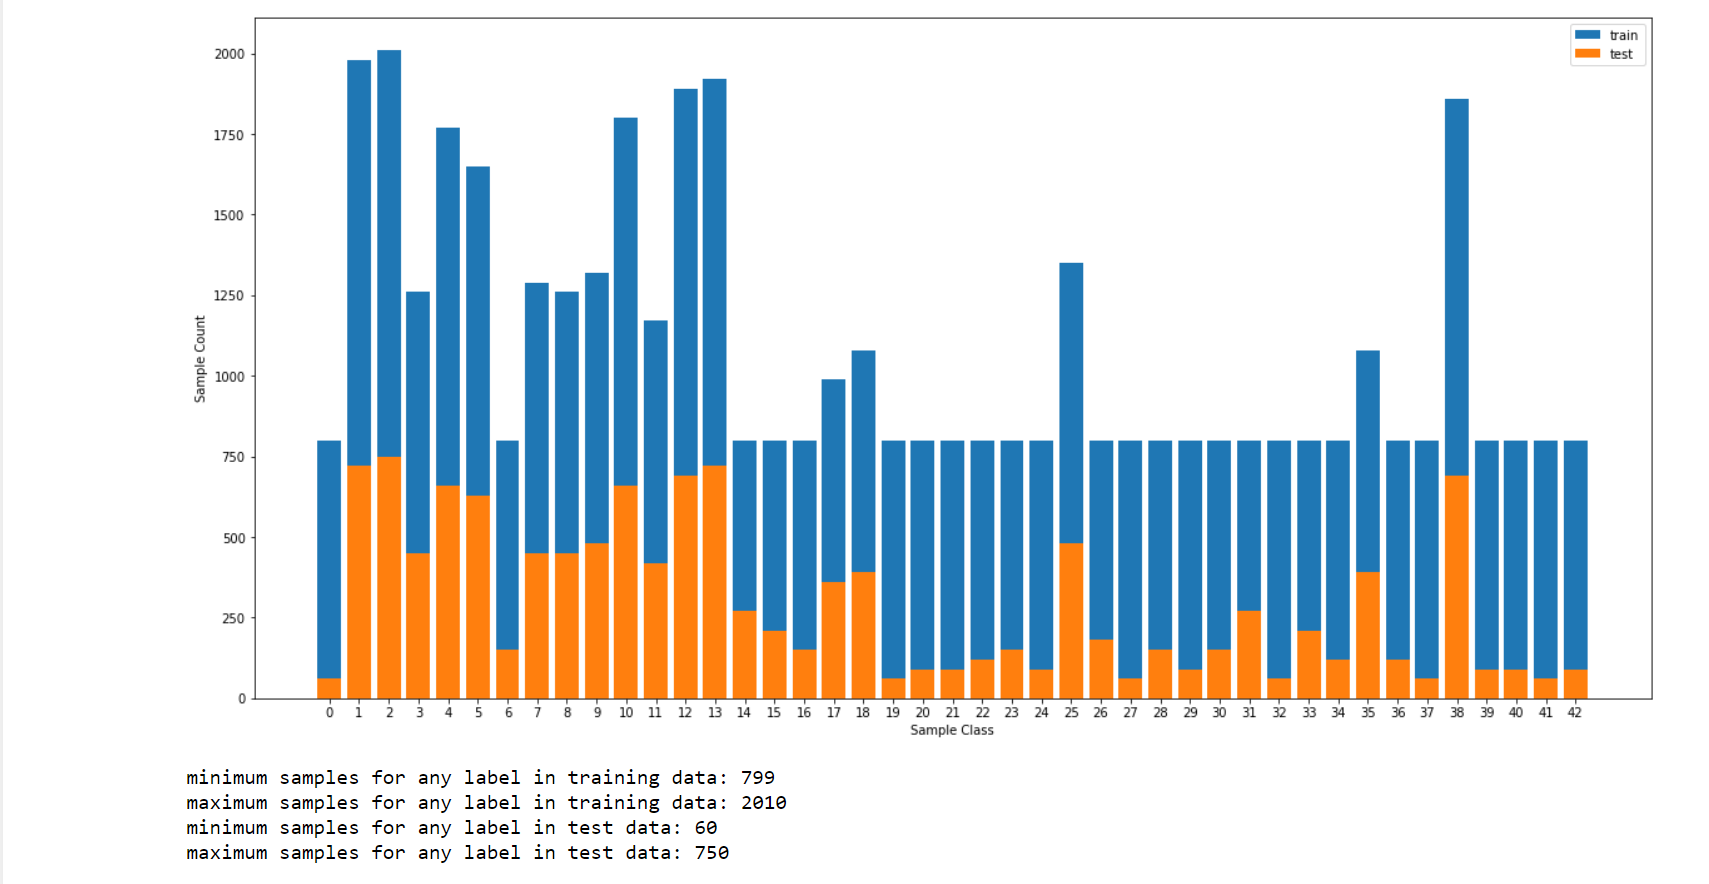 train
test
2000
1750
1500
1250
1000
750
500
250
0
Sample Count
0 1 2 3 4 5 6 7 8 9 10 11 12 13 14 15 16 17 18 19 20 21 22 23 24 25 26 27 28 29 30 31 32 33 34 35 36 37 38 39 40 41 42
Sample Class
minimum samples for any label in training data: 799
maximum samples for any label in training data: 2010
minimum samples for any label in test data: 60
maximum samples for any label in test data: 750